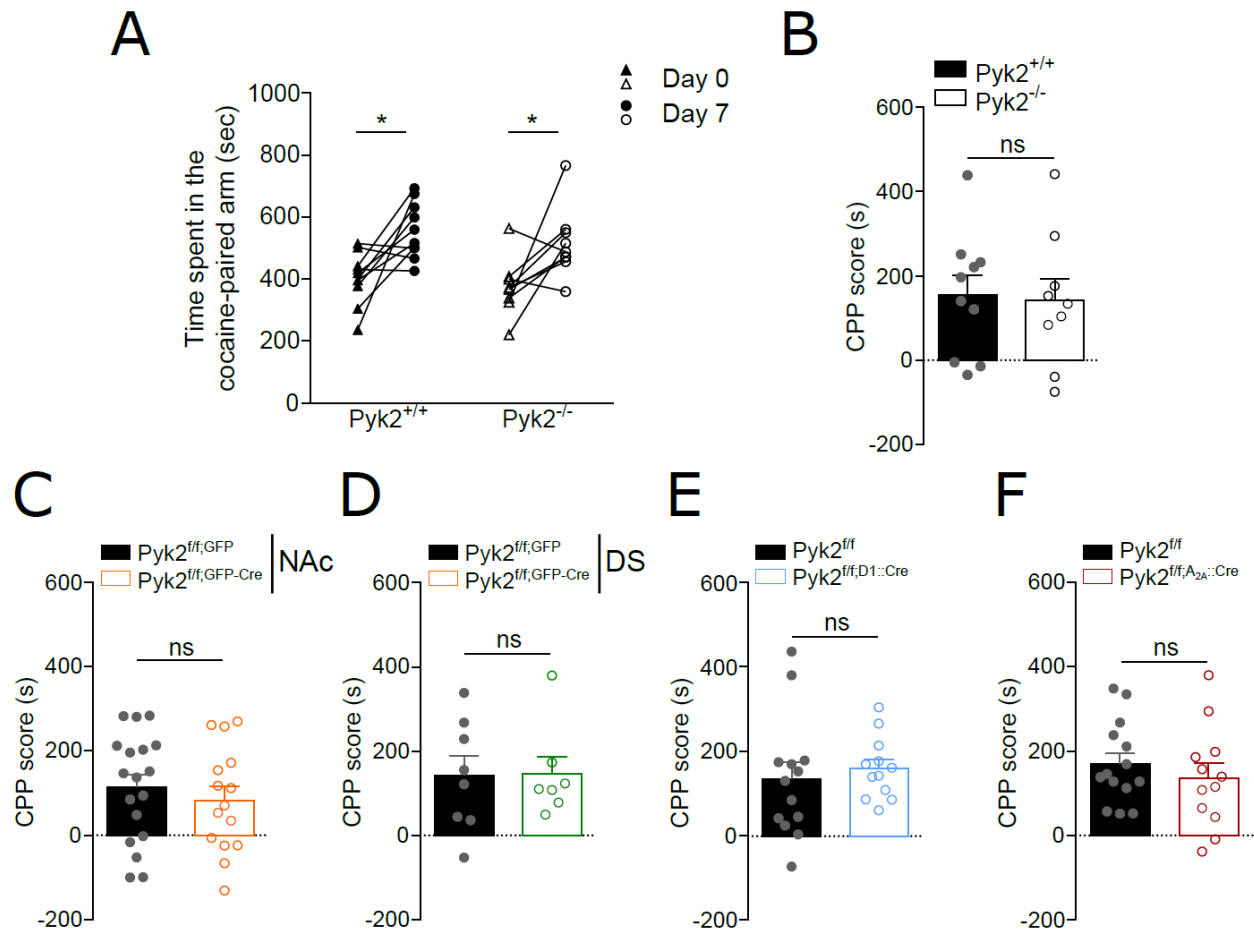 A
Day 0
Day 7
Time spent in the
cocaine-paired arm (sec)
1000
800
600
400
200
0
*
*
Pyk2+/+
Pyk2-/-
B
Pyk2+/+
Pyk2-/-
CPP score (s)
600
400
200
0
-200
ns
C
Pyk2f/f;GFP
Pyk2f/f;GFP-Cre
NAc
CPP score (s)
600
400
200
0
-200
ns
D
Pyk2f/f;GFP
Pyk2f/f;GFP-Cre
DS
CPP score (s)
600
400
200
0
-200
ns
E
Pyk2f/f
Pyk2f/f;D1::Cre
CPP score (s)
600
400
200
0
-200
ns
F
Pyk2f/f
Pyk2f/f;A2A::Cre
CPP score (s)
600
400
200
0
-200
ns